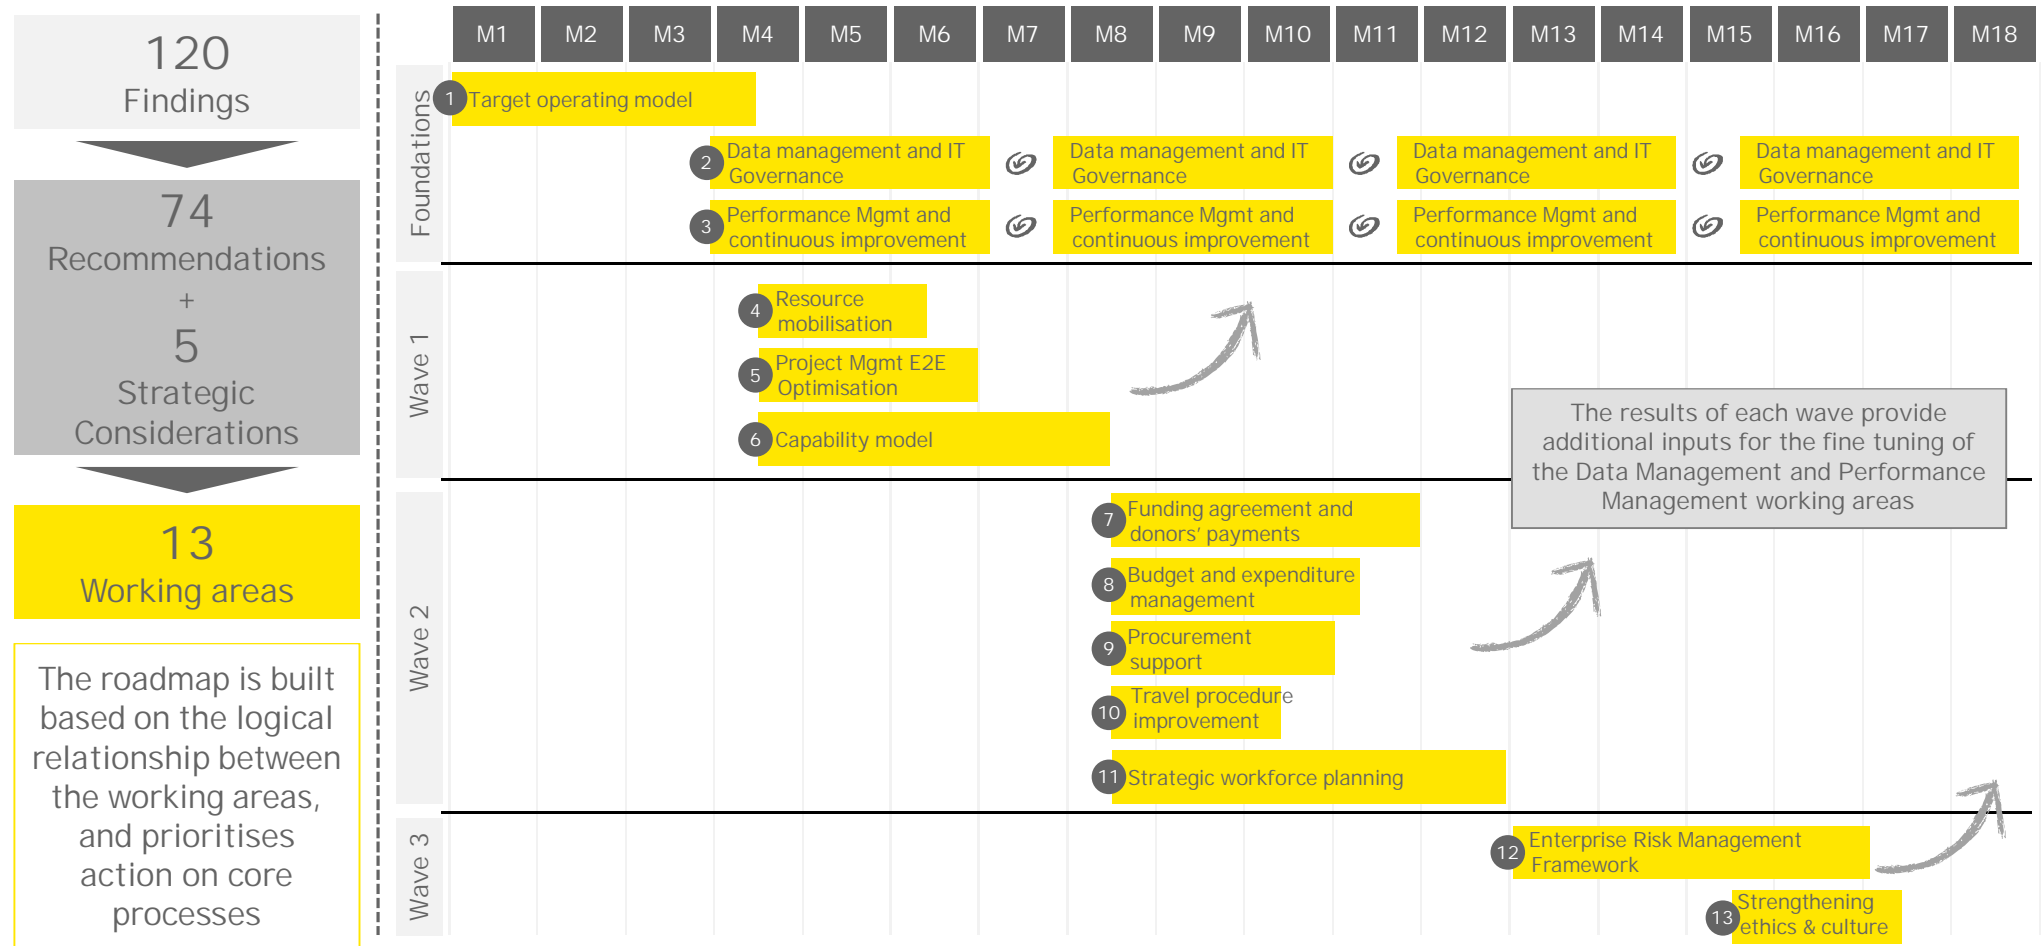 120
Findings
74
Recommendations
+
5
Strategic
Considerations
13
Working areas
The roadmap is built
based on the logical
relationship between
the working areas,
and prioritises
action on core
processes
M1 M2 M3 M4 M5 M6 M7 M8 M9 M10 M11 M12 M13 M14 M15 M16 M17 M18
Foundations
1 Target operating model
2 Data management and IT
Governance
Data management and IT
Governance
Data management and IT
Governance
Data management and IT
Governance
3 Performance Mgmt and
continuous improvement
Performance Mgmt and
continuous improvement
Performance Mgmt and
continuous improvement
Performance Mgmt and
continuous improvement
Wave 1
4 Resource
mobilisation
5 Project Mgmt E2E
Optimisation
6 Capability model
The results of each wave provide
additional inputs for the fine tuning of
the Data Management and Performance
Management working areas
Wave 2
7 Funding agreement and
donors’ payments
8 Budget and expenditure
management
9 Procurement
support
10 Travel procedure
improvement
11 Strategic workforce planning
Wave 3
12 Enterprise Risk Management
Framework
13 Strengthening
ethics & culture